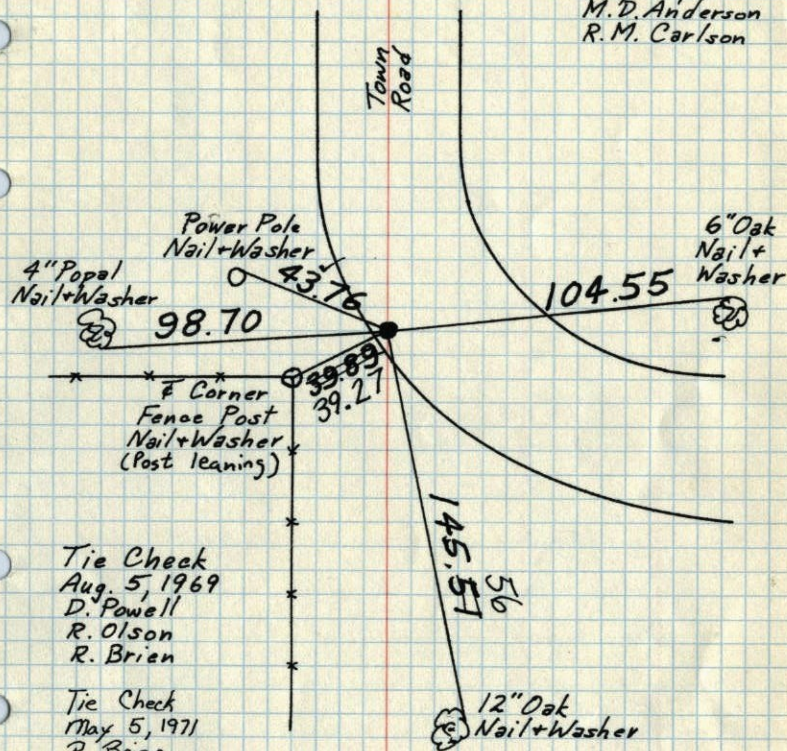 M.D. Anderson
R.M. Carlson
Town
Road
Power Pole
Nail+Washer
43.76
4" Popal
Nail+Washer
98.70
6" Oak
Nail+
Washer
104.55
Corner
Fence Post
Nail+Washer
(Post leaning)
39.89
39.27
145.51
56
Tie Check
Aug. 5, 1969
D. Powell
R. Olson
R. Brien
Tie Check
May 5, 1971
12" Oak
Nail+Washer